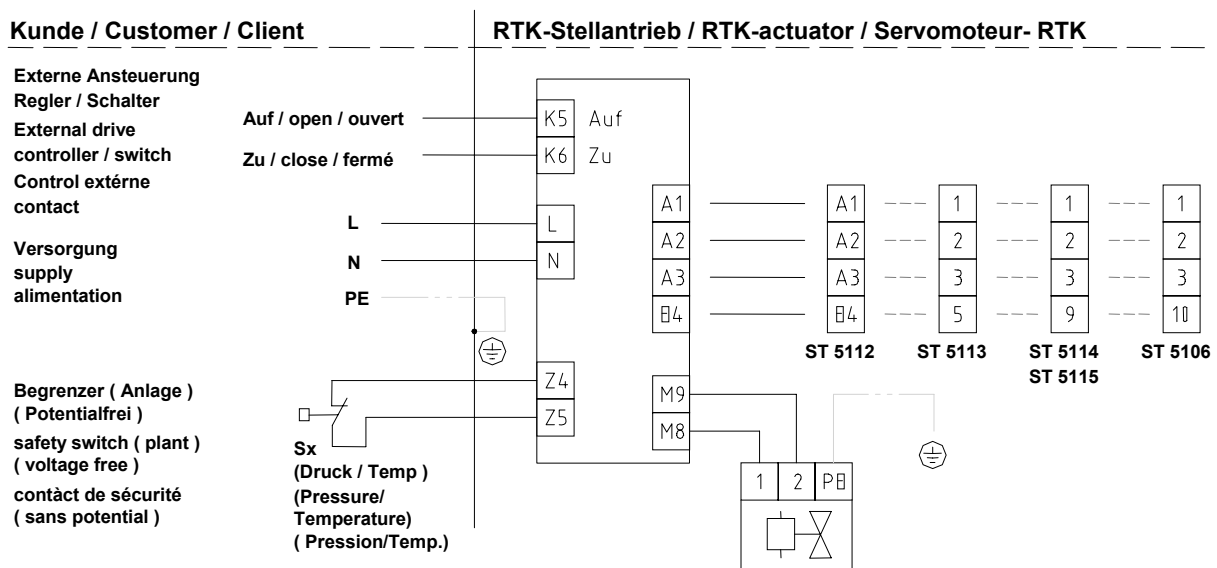 Kunde / Customer / Client
RTK-Stellantrieb / RTK-actuator / Servomoteur- RTK
Externe Ansteuerung
Regler / Schalter
External drive
controller / switch
Control extérne
contact
Auf / open / ouvert
Zu / close / fermé
K5 Auf
K6 Zu
Versorgung
supply
alimentation
L
N
PE
L
N
A1
A2
A3
B4
A1
A2
A3
B4
ST 5112
1
2
3
5
ST 5113
1
2
3
9
ST 5114
ST 5115
1
2
3
10
ST 5106
Begrenzer ( Anlage )
( Potentialfrei )
safety switch ( plant )
( voltage free )
contàct de sécurité
( sans potential )
Sx
(Druck / Temp )
(Pressure/
Temperature)
( Pression/Temp.)
Z4
Z5
M9
M8
1 2 PE